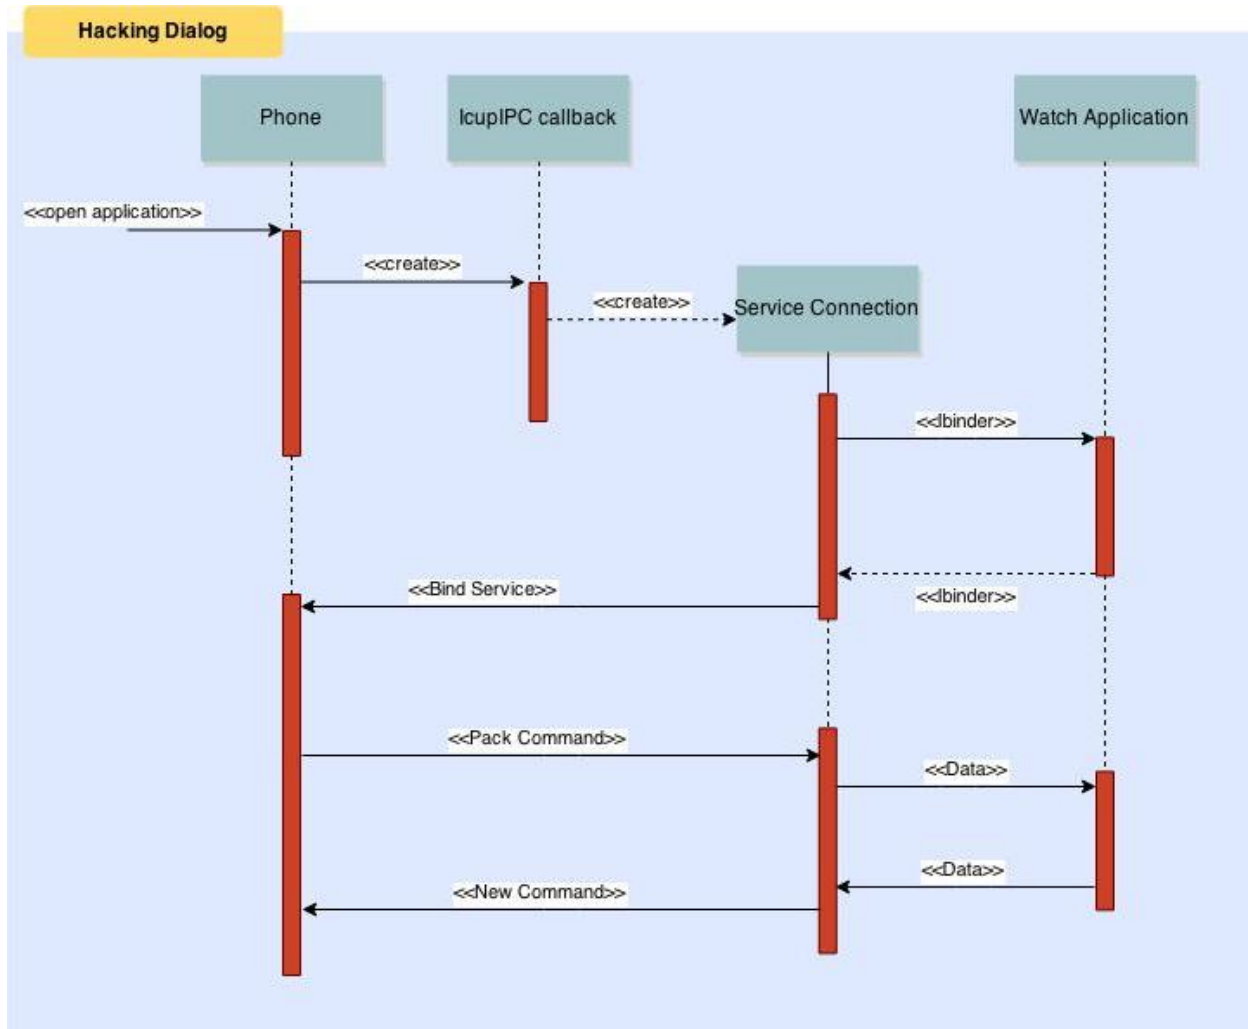 Hacking Dialog
Phone
IcupIPC callback
Watch Application
<<open application>>
<<create>>
<<create>>
Service Connection
<<Ibinder>>
<<Bind Service>>
<<Ibinder>>
<<Pack Command>>
<<Data>>
<<Data>>
<<New Command>>